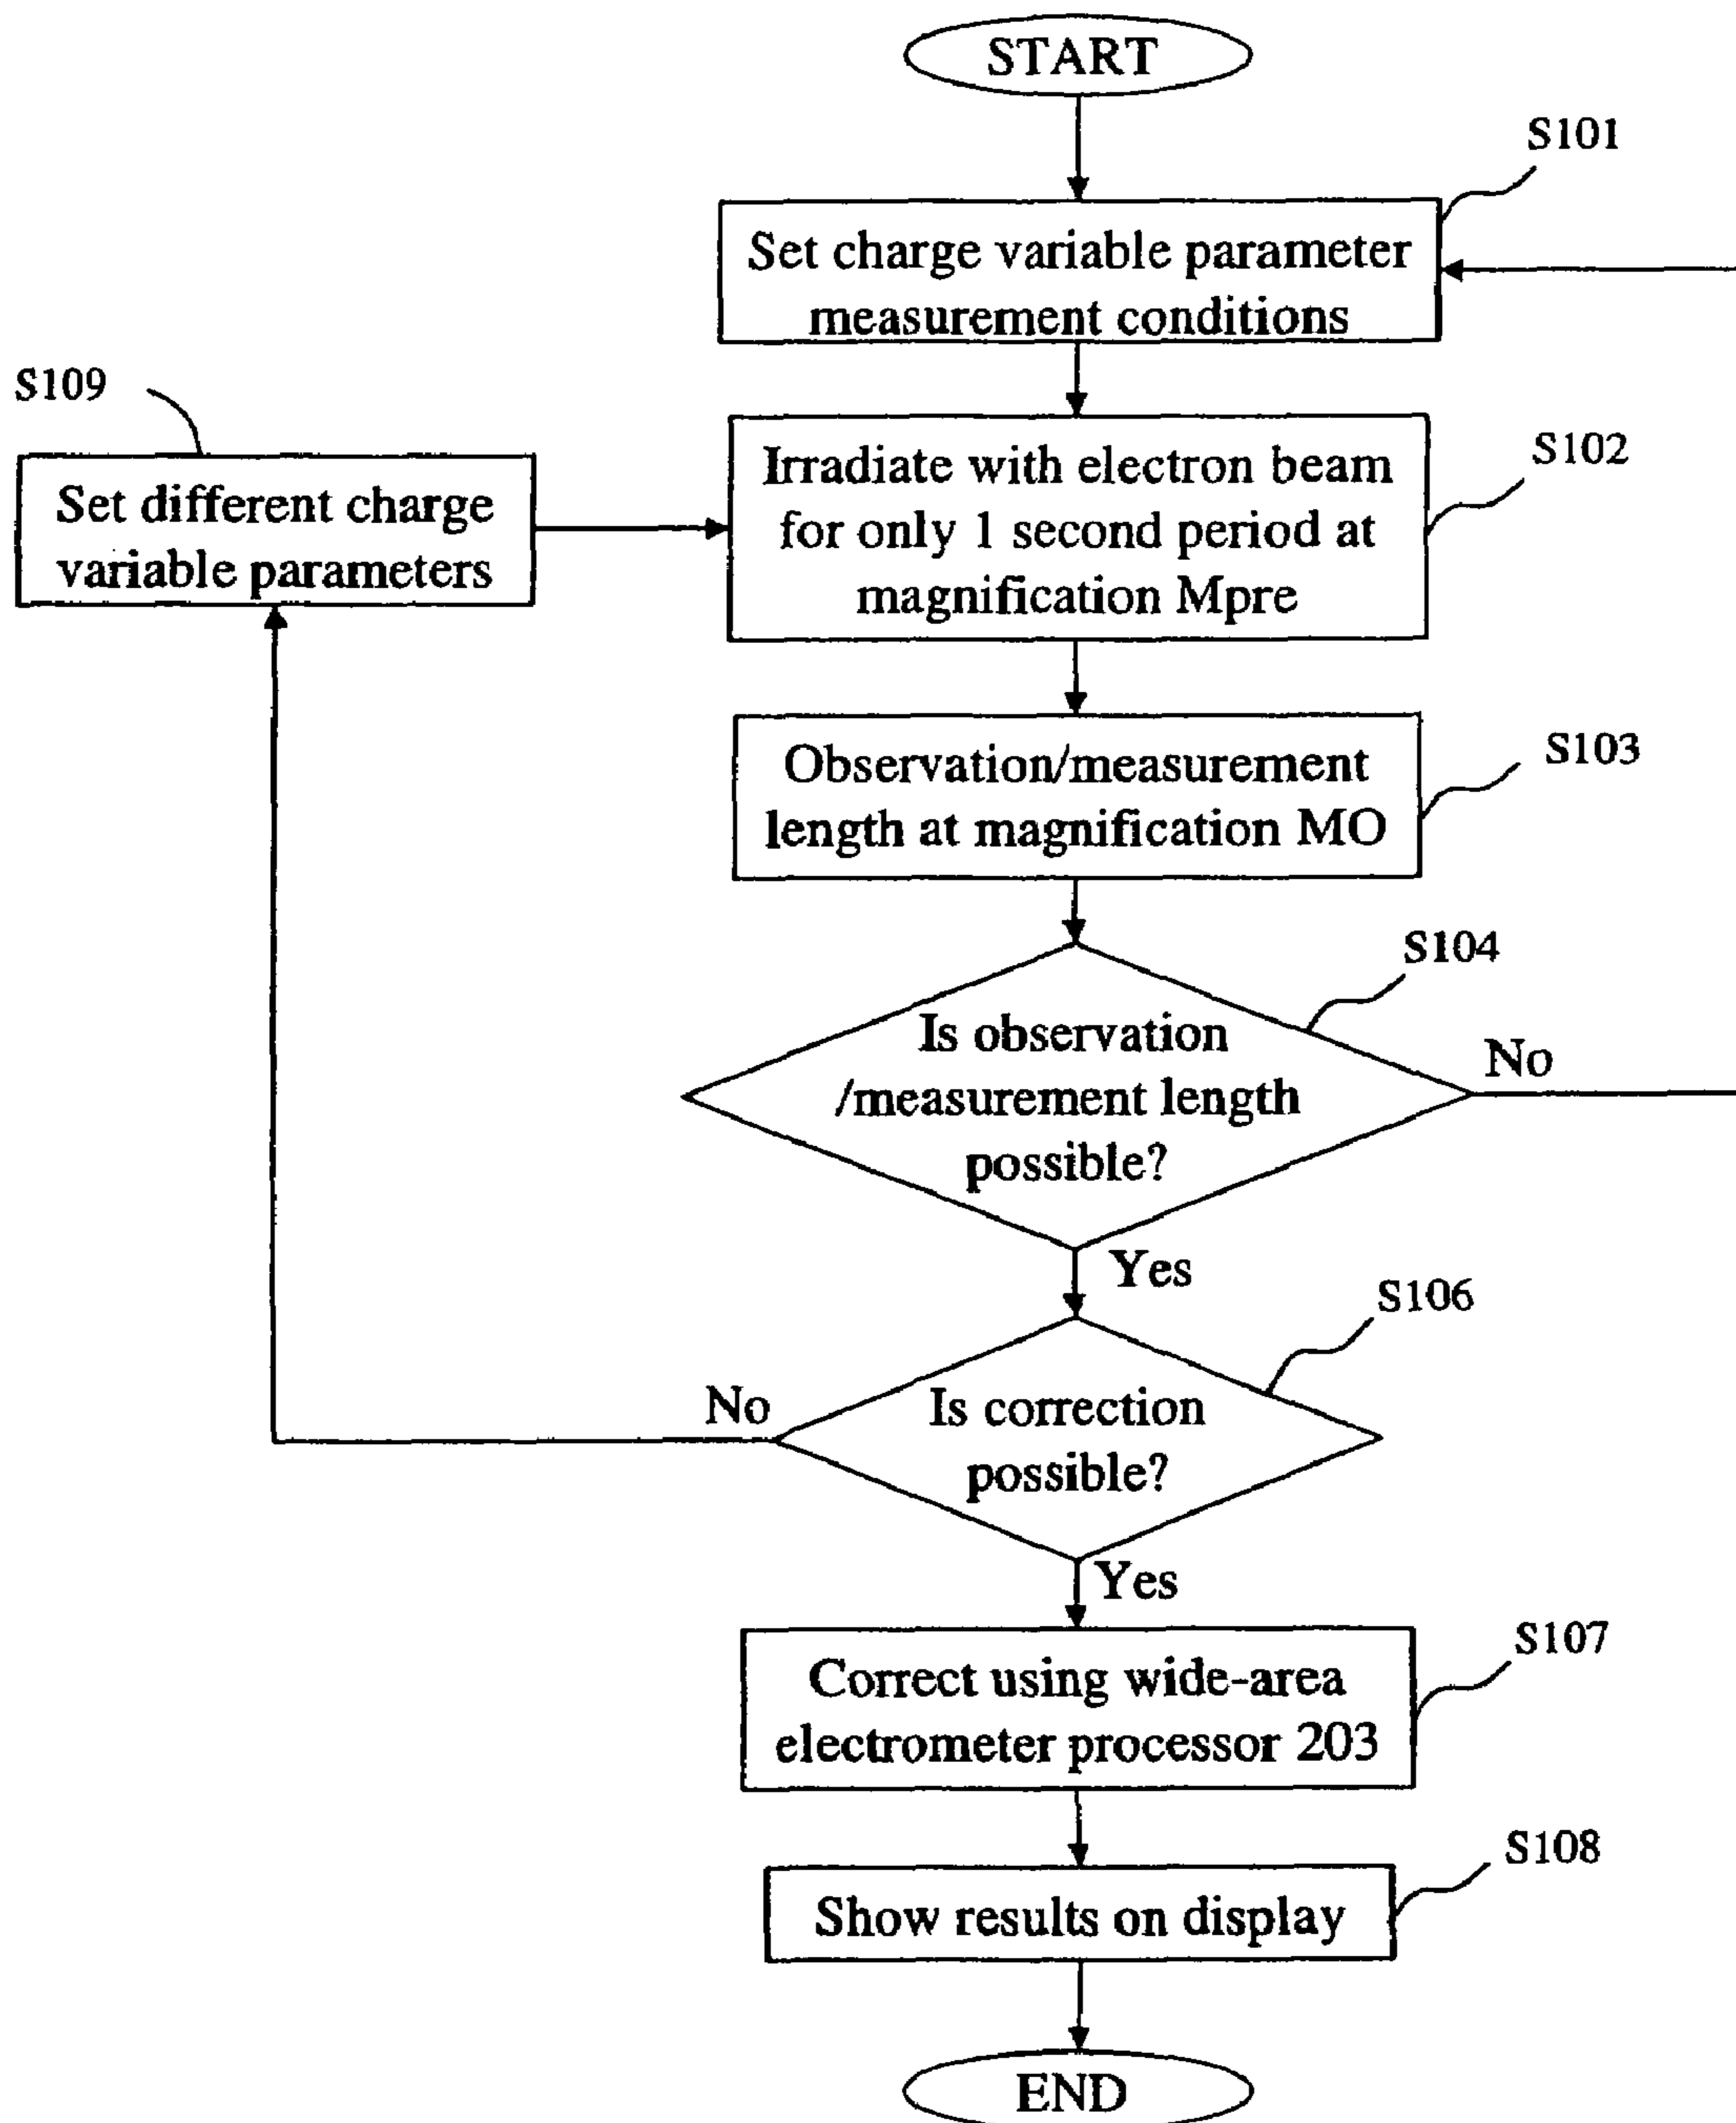 START
S101
Set charge variable parameter
measurement conditions
S109
Set different charge
variable parameters
S102
Irradiate with electron beam
for only 1 second period at
magnification Mpre
S103
Observation/measurement
length at magnification MO
S104
Is observation
/measurement length
possible?
No
Yes
S106
Is correction
possible?
No
Yes
S107
Correct using wide-area
electrometer processor 203
S108
Show results on display
END